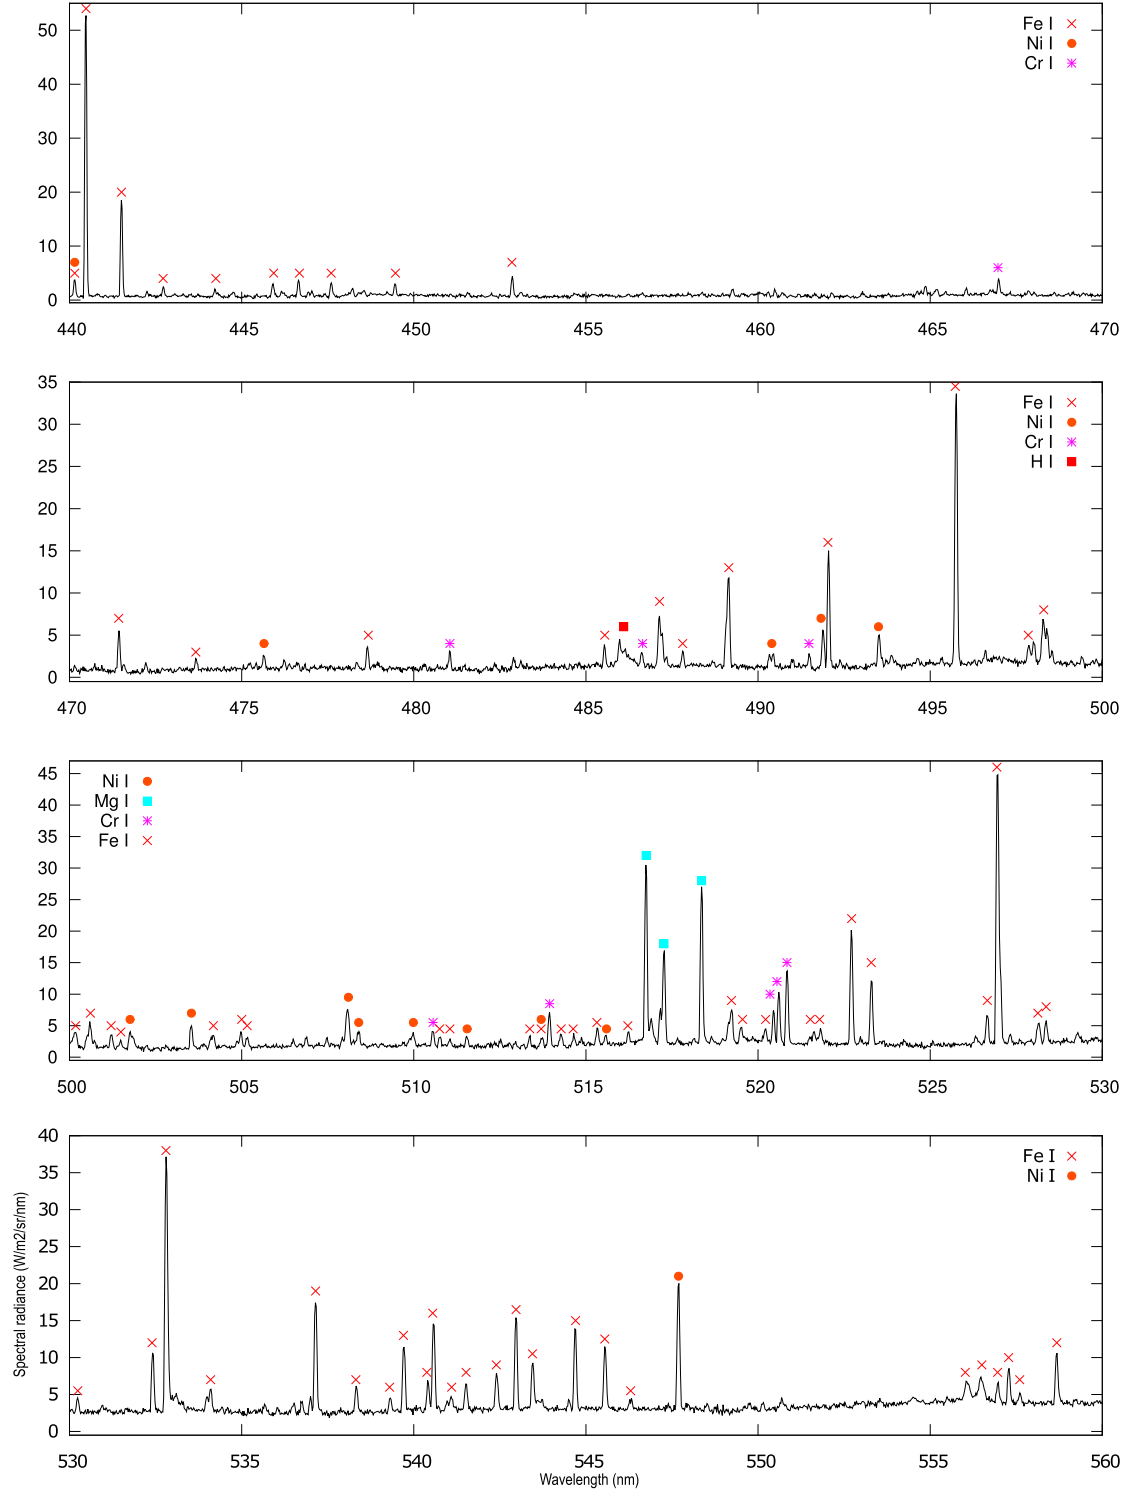 50
40
30
20
10
0
Fe I
Ni I
Cr I
440 445 450 455 460 465 470
35
30
25
20
15
10
5
0
Fe I
Ni I
Cr I
H I
470 475 480 485 490 495 500
45
40
35
30
25
20
15
10
5
0
Ni I
Mg I
Cr I
Fe I
500 505 510 515 520 525 530
40
35
30
25
20
15
10
5
0
Spectral radiance (W/m2/sr/nm)
Fe I
Ni I
530 535 540 545 550 555 560
Wavelength (nm)